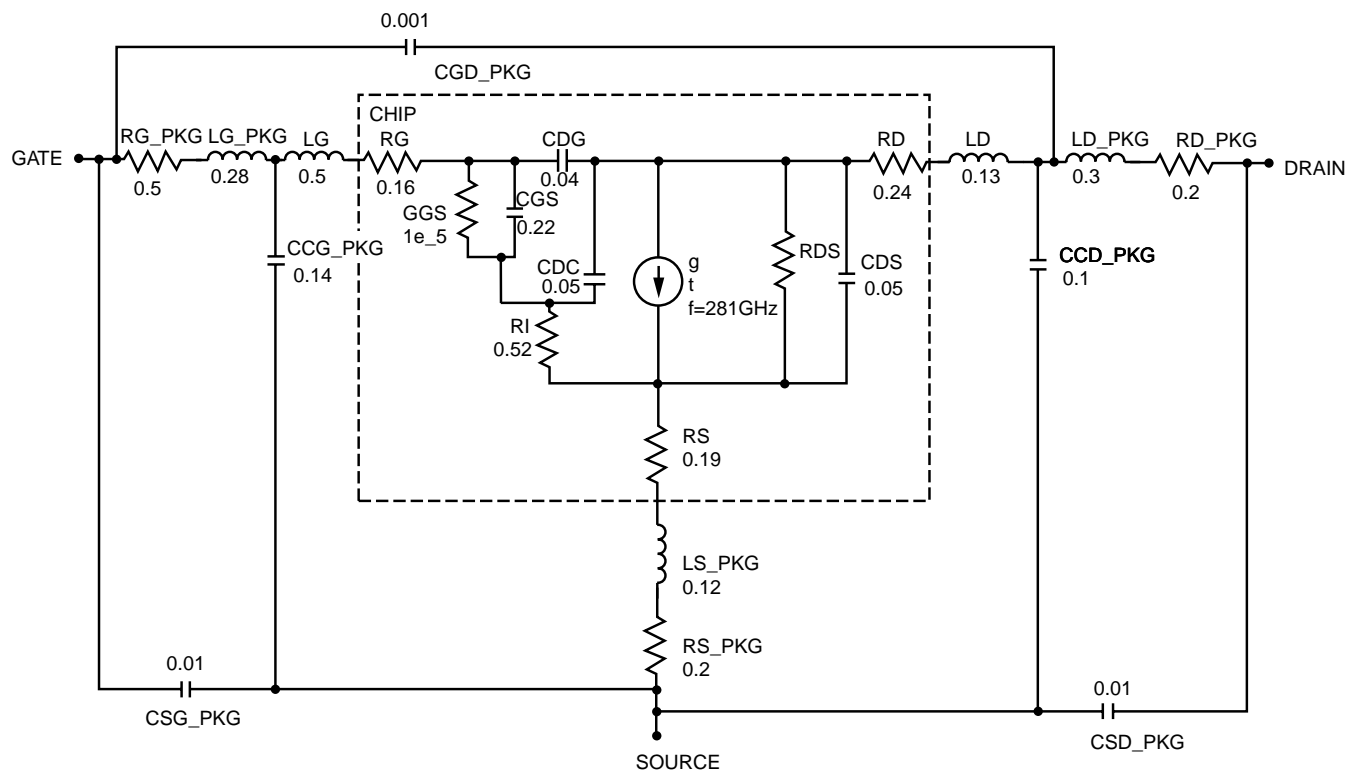 0.001
CGD_PKG
CHIP
RG_PKG
LG_PKG
LG
RG
CDG
RD
LD
LD_PKG
RD_PKG
GATE
DRAIN
0.5
0.28
0.5
0.16
0.04
0.24
0.13
0.3
0.2
GGS
1e_5
CGS
0.22
CCG_PKG
0.14
CDC
0.05
g
t
f=281GHz
RDS
CDS
0.05
CCD_PKG
0.1
RI
0.52
RS
0.19
LS_PKG
0.12
RS_PKG
0.2
0.01
CSG_PKG
0.01
CSD_PKG
SOURCE